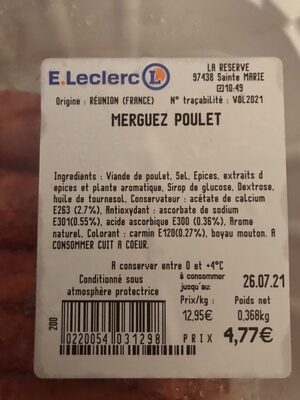 E.Leclerc L
LA RESERVE
97438 Sainte MARIE
10:49
Origine : RÉUNION (FRANCE) N° traçabilité : VOL2021
MERGUEZ POULET
Ingredients : Viande de poulet, Sel, Epices, extraits d
epices et plante aromatique, Sirop de glucose, Dextrose,
huile de tournesol, Conservateur : acétate de calcium
E263 (2.7%), Antioxydant : ascorbate de sodium
E301(0.55%), acide ascorbique E300 (0.36%), Arome
naturel, Colorant : carmin E120(0.27%), boyau mouton. A
CONSOMMER CUIT A COEUR.
A conserver entre 0 et +4°C
Conditionné sous
atmosphère protectrice
à consommer
jusqu'au: 26.07.21
Prix/kg : Poids net
12,95€ 0,368kg
PRIX 4,77€
200
0220054 031298